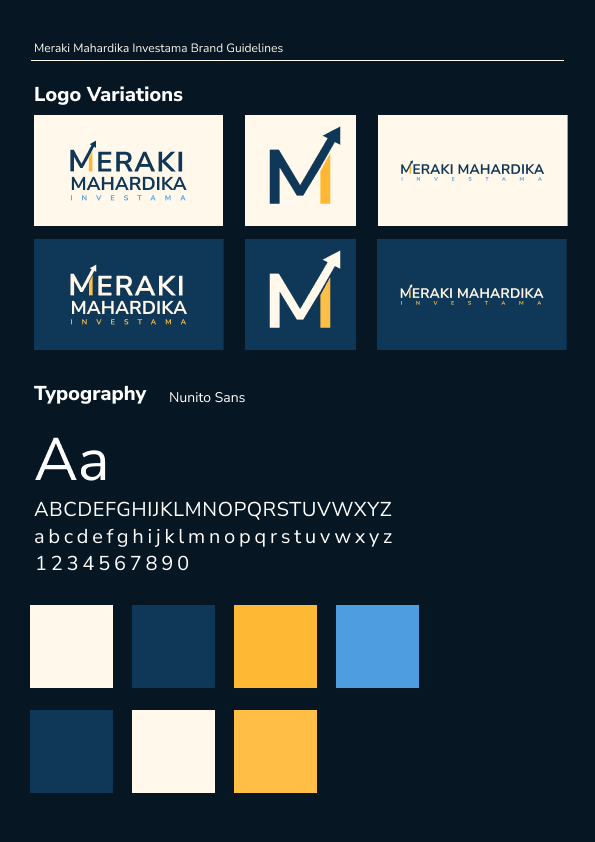 Meraki Mahardika Investama Brand Guidelines
Logo Variations
MERAKI
MAHARDIKA
INVESTAMA
M
MERAKI MAHARDIKA
INVESTAMA
MERAKI
MAHARDIKA
INVESTAMA
M
MERAKI MAHARDIKA
INVESTAMA
Typography Nunito Sans
Aa
ABCDEFGHIJKLMNOPQRSTUVWXYZ
abcdefghijklmnopqrstuvwxyz
1234567890